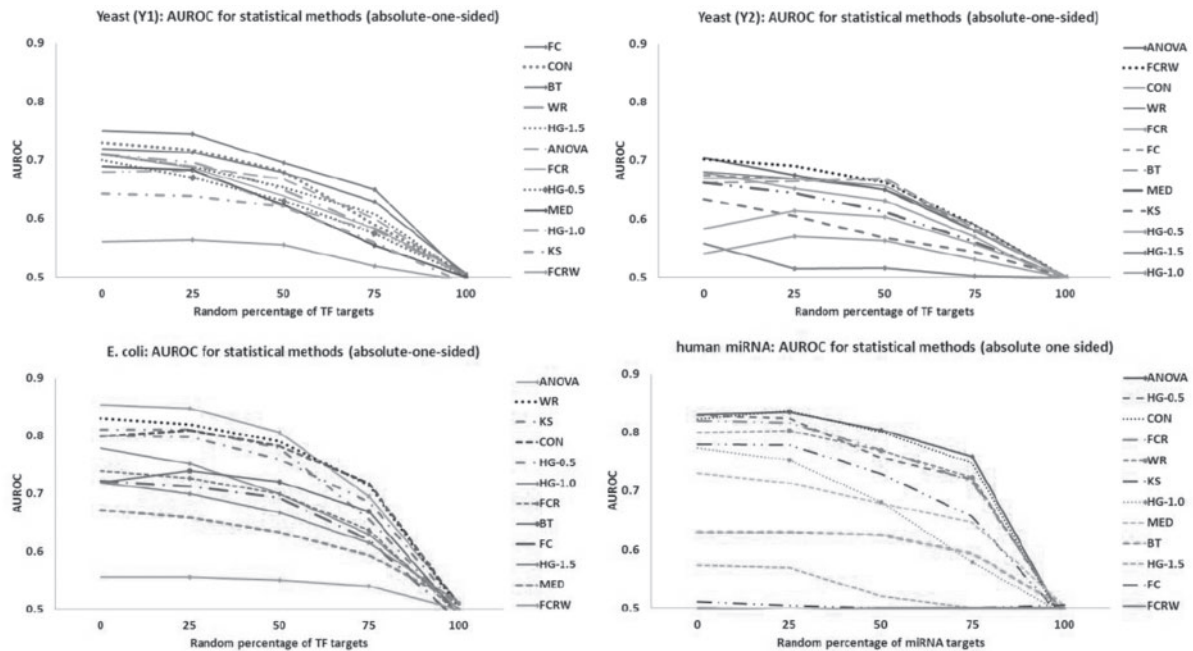 Yeast (Y1): AUROC for statistical methods (absolute-one-sided)
0.9
0.8
0.7
0.6
0.5
AUROC
0 25 50 75 100
Random percentage of TF targets
FC
CON
BT
WR
HG-1.5
ANOVA
FCR
HG-0.5
MED
HG-1.0
KS
FCRW
Yeast (Y2): AUROC for statistical methods (absolute-one-sided)
0.9
0.8
0.7
0.6
0.5
AUROC
0 25 50 75 100
Random percentage of TF targets
ANOVA
FCRW
CON
WR
FCR
FC
BT
MED
KS
HG-0.5
HG-1.5
HG-1.0
E. coli: AUROC for statistical methods (absolute-one-sided)
0.9
0.8
0.7
0.6
0.5
AUROC
0 25 50 75 100
Random percentage of TF targets
ANOVA
WR
KS
CON
HG-0.5
HG-1.0
FCR
BT
FC
HG-1.5
MED
FCRW
human miRNA: AUROC for statistical methods (absolute one sided)
0.9
0.8
0.7
0.6
0.5
AUROC
0 25 50 75 100
Random percentage of miRNA targets
ANOVA
HG-0.5
CON
FCR
WR
KS
HG-1.0
MED
BT
HG-1.5
FC
FCRW